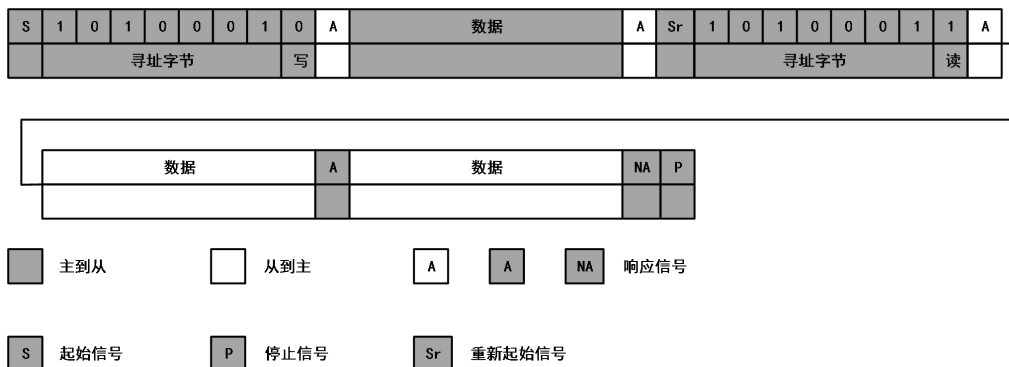 S 1 0 1 0 0 0 1 0 A 数据 A Sr 1 0 1 0 0 0 1 1 A
寻址字节 写 寻址字节 读
数据 A 数据 NA P
主到从 从到主 A A NA 响应信号
S 起始信号 P 停止信号 Sr 重新起始信号